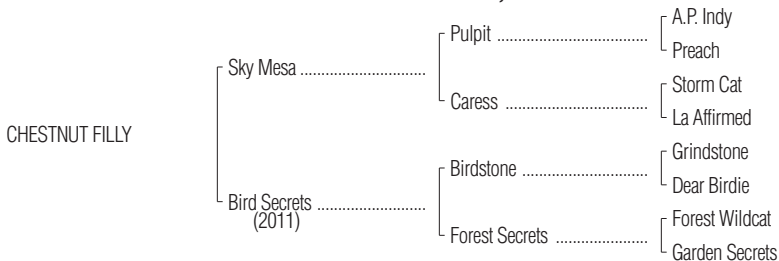 A.P. Indy
Pulpit
Preach
Sky Mesa
Storm Cat
Caress
La Affirmed
CHESTNUT FILLY
Grindstone
Birdstone
Dear Birdie
Bird Secrets
(2011)
Forest Wildcat
Forest Secrets
Garden Secrets